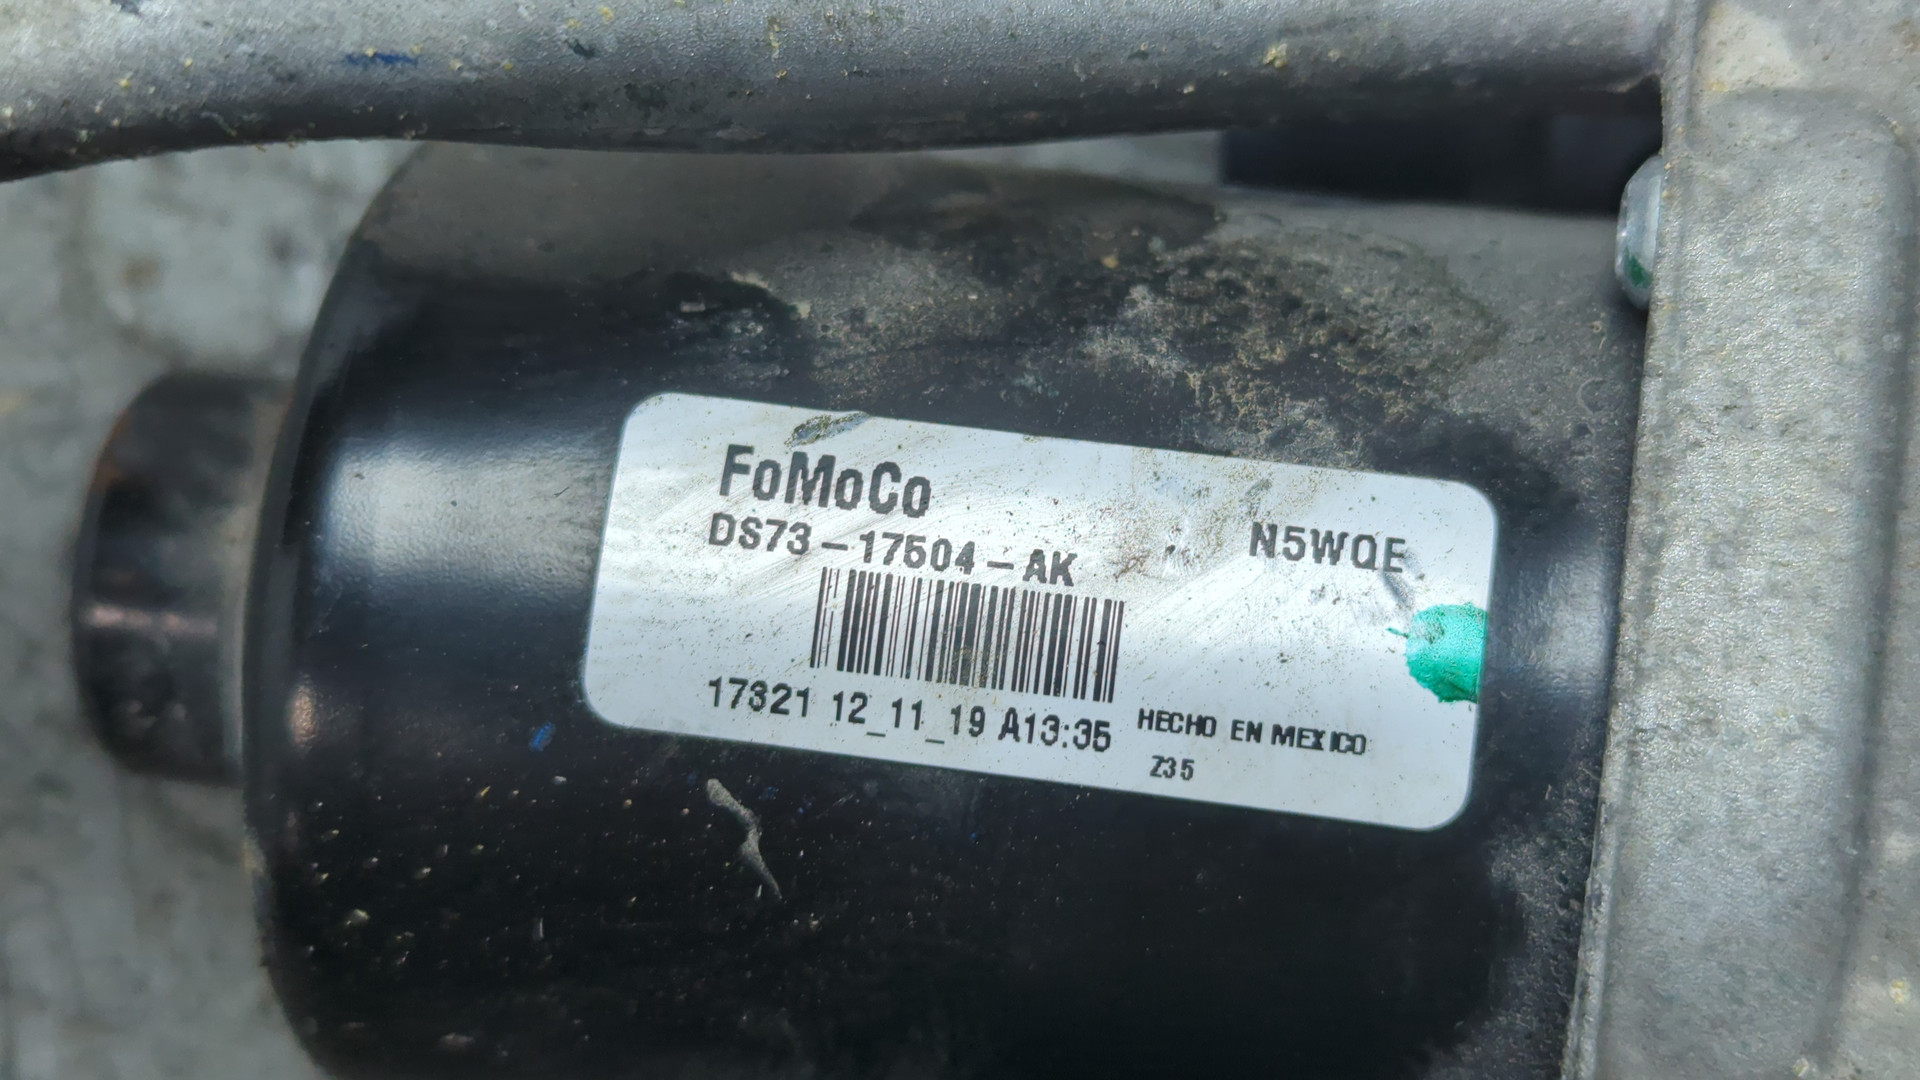 FoMoCo
DS73-17504-AK
N5WQE
17321 12_11_19 A13:35
HECHO EN MEXICO
Z35